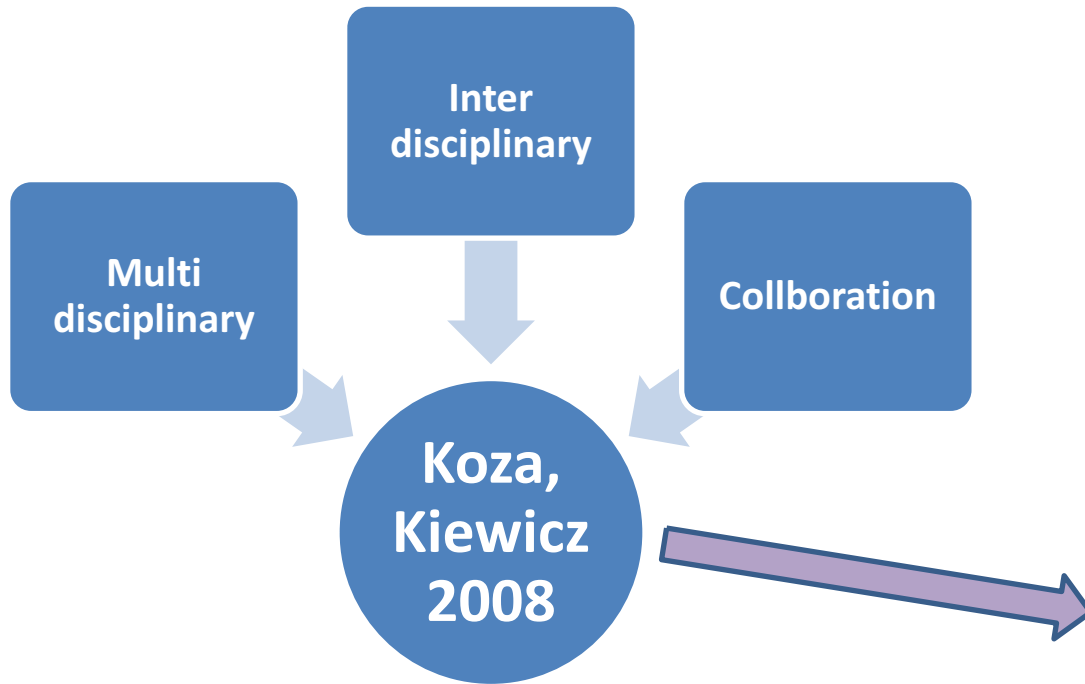 Inter
disciplinary
Multi
disciplinary
Collboration
Koza,
Kiewicz
2008